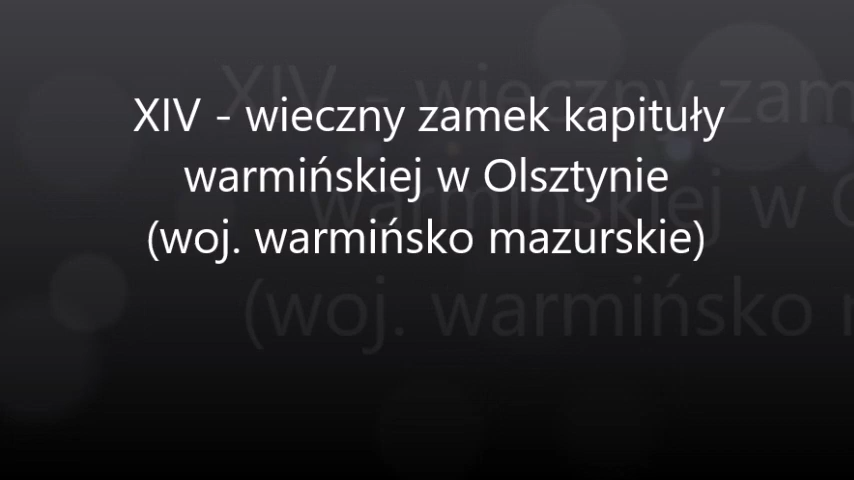 XIV - wieczny zamek kapituły
warmińskiej w Olsztynie
(woj. warmińsko mazurskie)